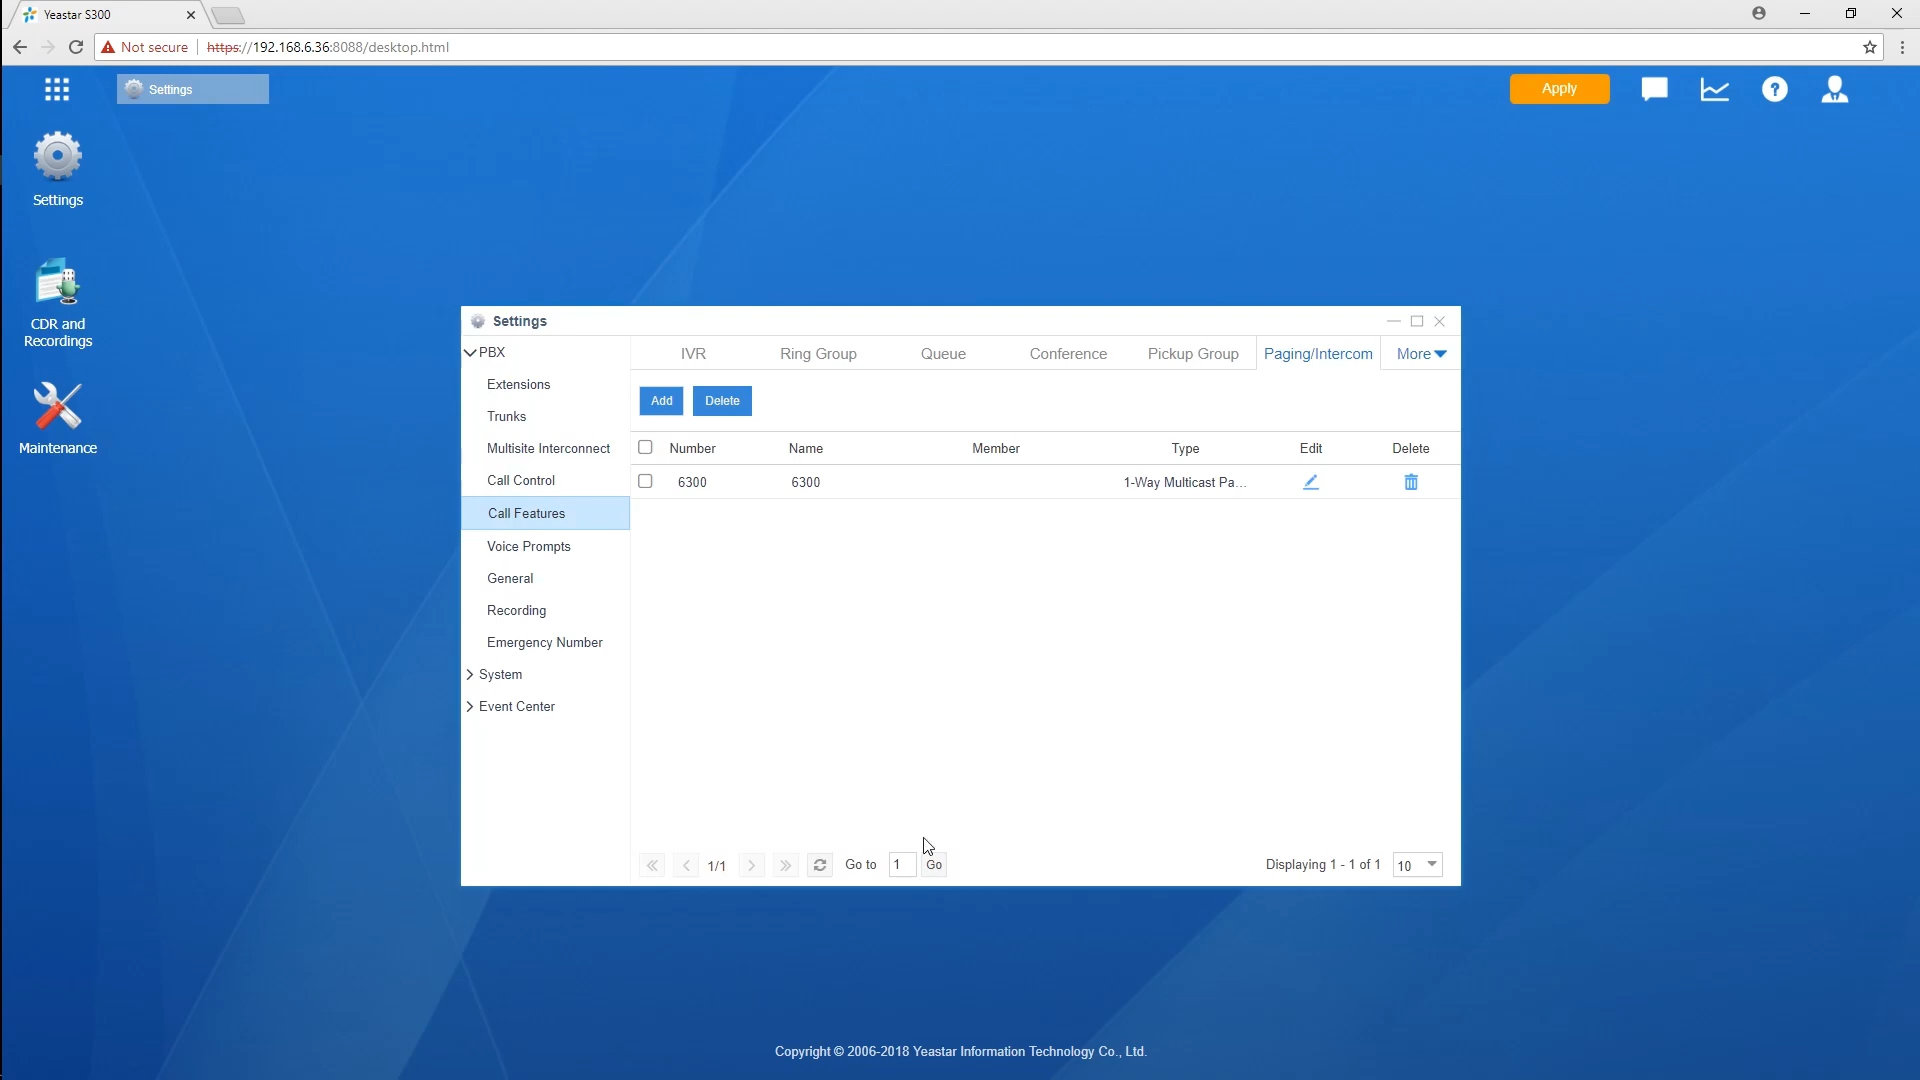 Yeastar S300
Not secure https://192.168.6.36:8088/desktop.html
Settings
Apply
Settings
CDR and
Recordings
Maintenance
Settings
PBX
Extensions
Trunks
Multisite Interconnect
Call Control
Call Features
Voice Prompts
General
Recording
Emergency Number
System
Event Center
IVR Ring Group Queue Conference Pickup Group Paging/Intercom More
Add Delete
Number Name Member Type Edit Delete
6300 6300 1-Way Multicast Pa...
1/1 Go to 1 Go Displaying 1 - 1 of 1 10
Copyright © 2006-2018 Yeastar Information Technology Co., Ltd.